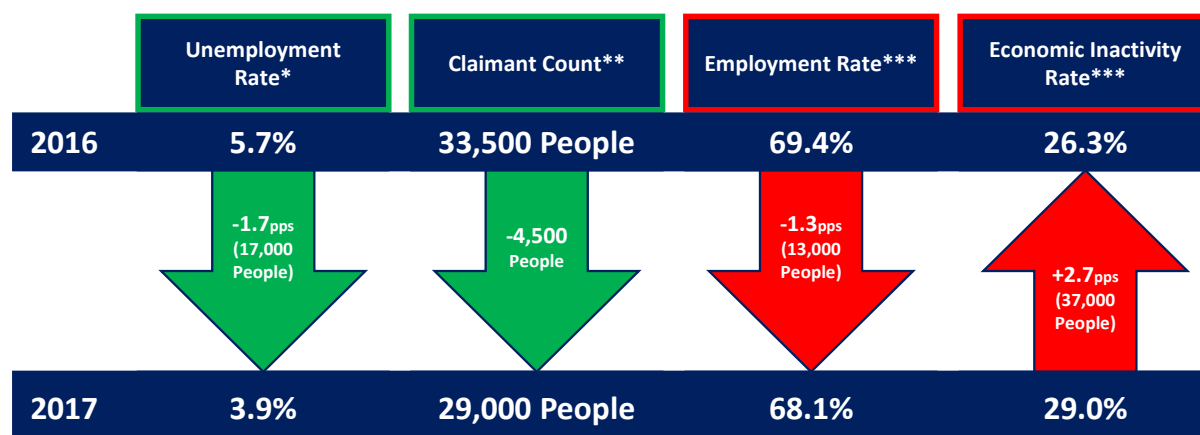 Unemployment
Rate*
Claimant Count**
Employment Rate***
Economic Inactivity
Rate***
2016
5.7%
33,500 People
69.4%
26.3%
-1.7pps
(17,000
People)
-4,500
People
-1.3pps
(13,000
People)
+2.7pps
(37,000
People)
2017
3.9%
29,000 People
68.1%
29.0%